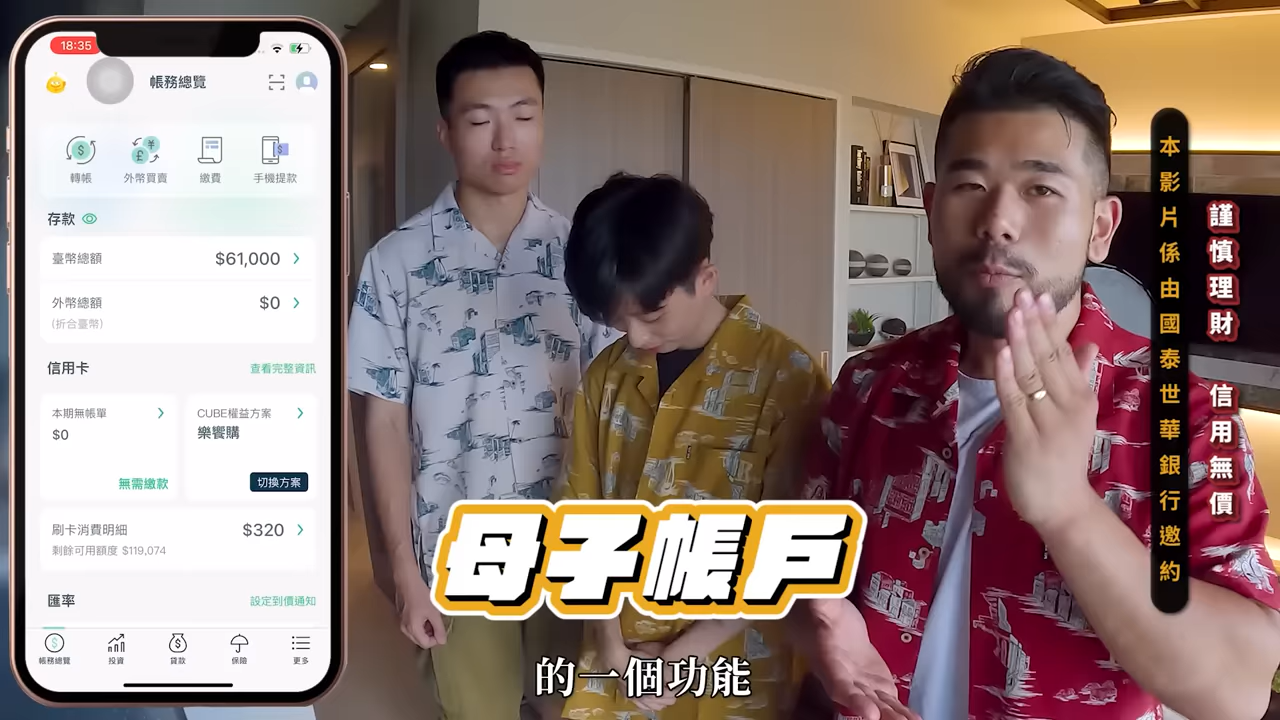 18:35
帳務總覽
轉帳
外幣買賣
繳費
手機提款
存款
臺幣總額
$61,000
外幣總額
$0
(折合臺幣)
信用卡
查看完整資訊
本期無帳單
$0
無需繳款
CUBE權益方案
樂饗購
切換方案
刷卡消費明細
$320
剩餘可用額度 $119,074
匯率
設定到價通知
帳務總覽
投資
貸款
保險
更多
本影片係由國泰世華銀行邀約
謹慎理財 信用無價
母子帳戶
的一個功能